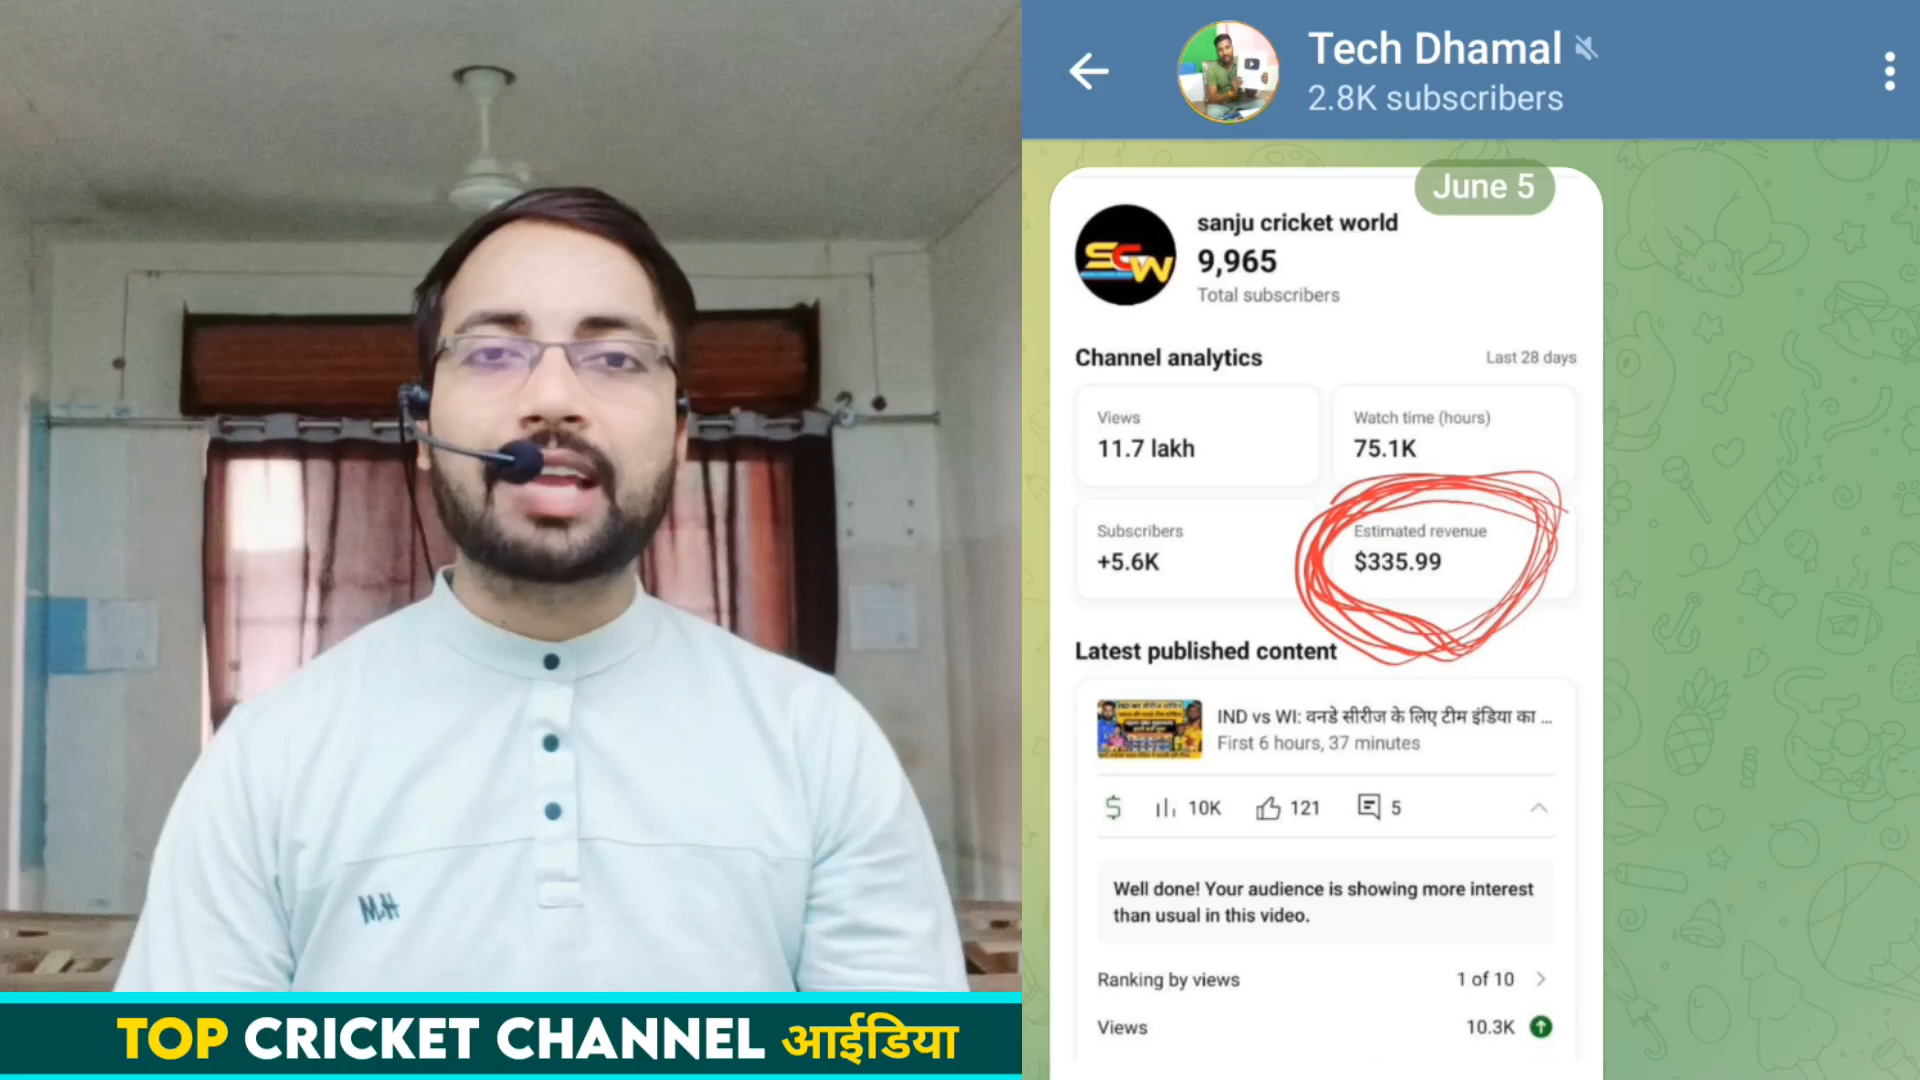 M.H
TOP CRICKET CHANNEL आईडिया
Tech Dhamal
2.8K subscribers
June 5
SCW
sanju cricket world
9,965
Total subscribers
Channel analytics
Last 28 days
Views
11.7 lakh
Watch time (hours)
75.1K
Subscribers
+5.6K
Estimated revenue
$335.99
Latest published content
IND vs WI: वनडे सीरीज के लिए टीम इंडिया का ...
First 6 hours, 37 minutes
10K 121 5
Well done! Your audience is showing more interest
than usual in this video.
Ranking by views
1 of 10
Views
10.3K